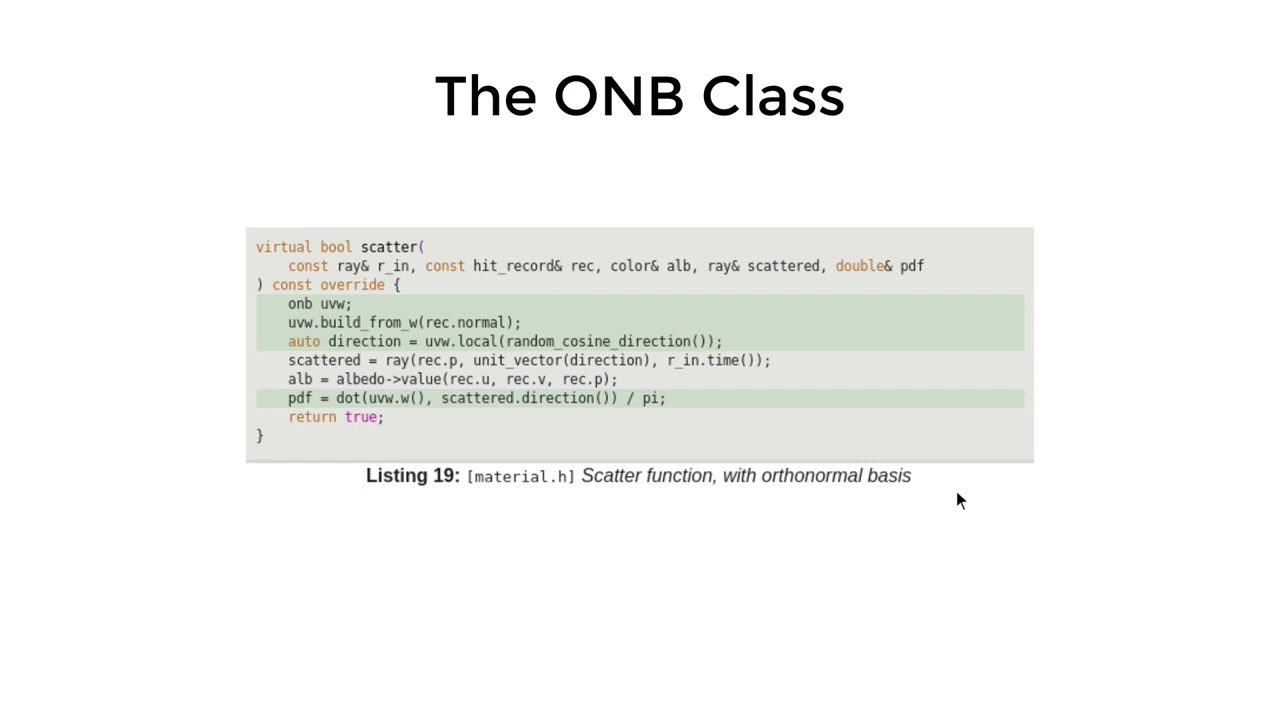 The ONB Class
virtual bool scatter(
    const ray& r_in, const hit_record& rec, color& alb, ray& scattered, double& pdf
) const override {
    onb uvw;
    uvw.build_from_w(rec.normal);
    auto direction = uvw.local(random_cosine_direction());
    scattered = ray(rec.p, unit_vector(direction), r_in.time());
    alb = albedo->value(rec.u, rec.v, rec.p);
    pdf = dot(uvw.w(), scattered.direction()) / pi;
    return true;
}
Listing 19: [material.h] Scatter function, with orthonormal basis